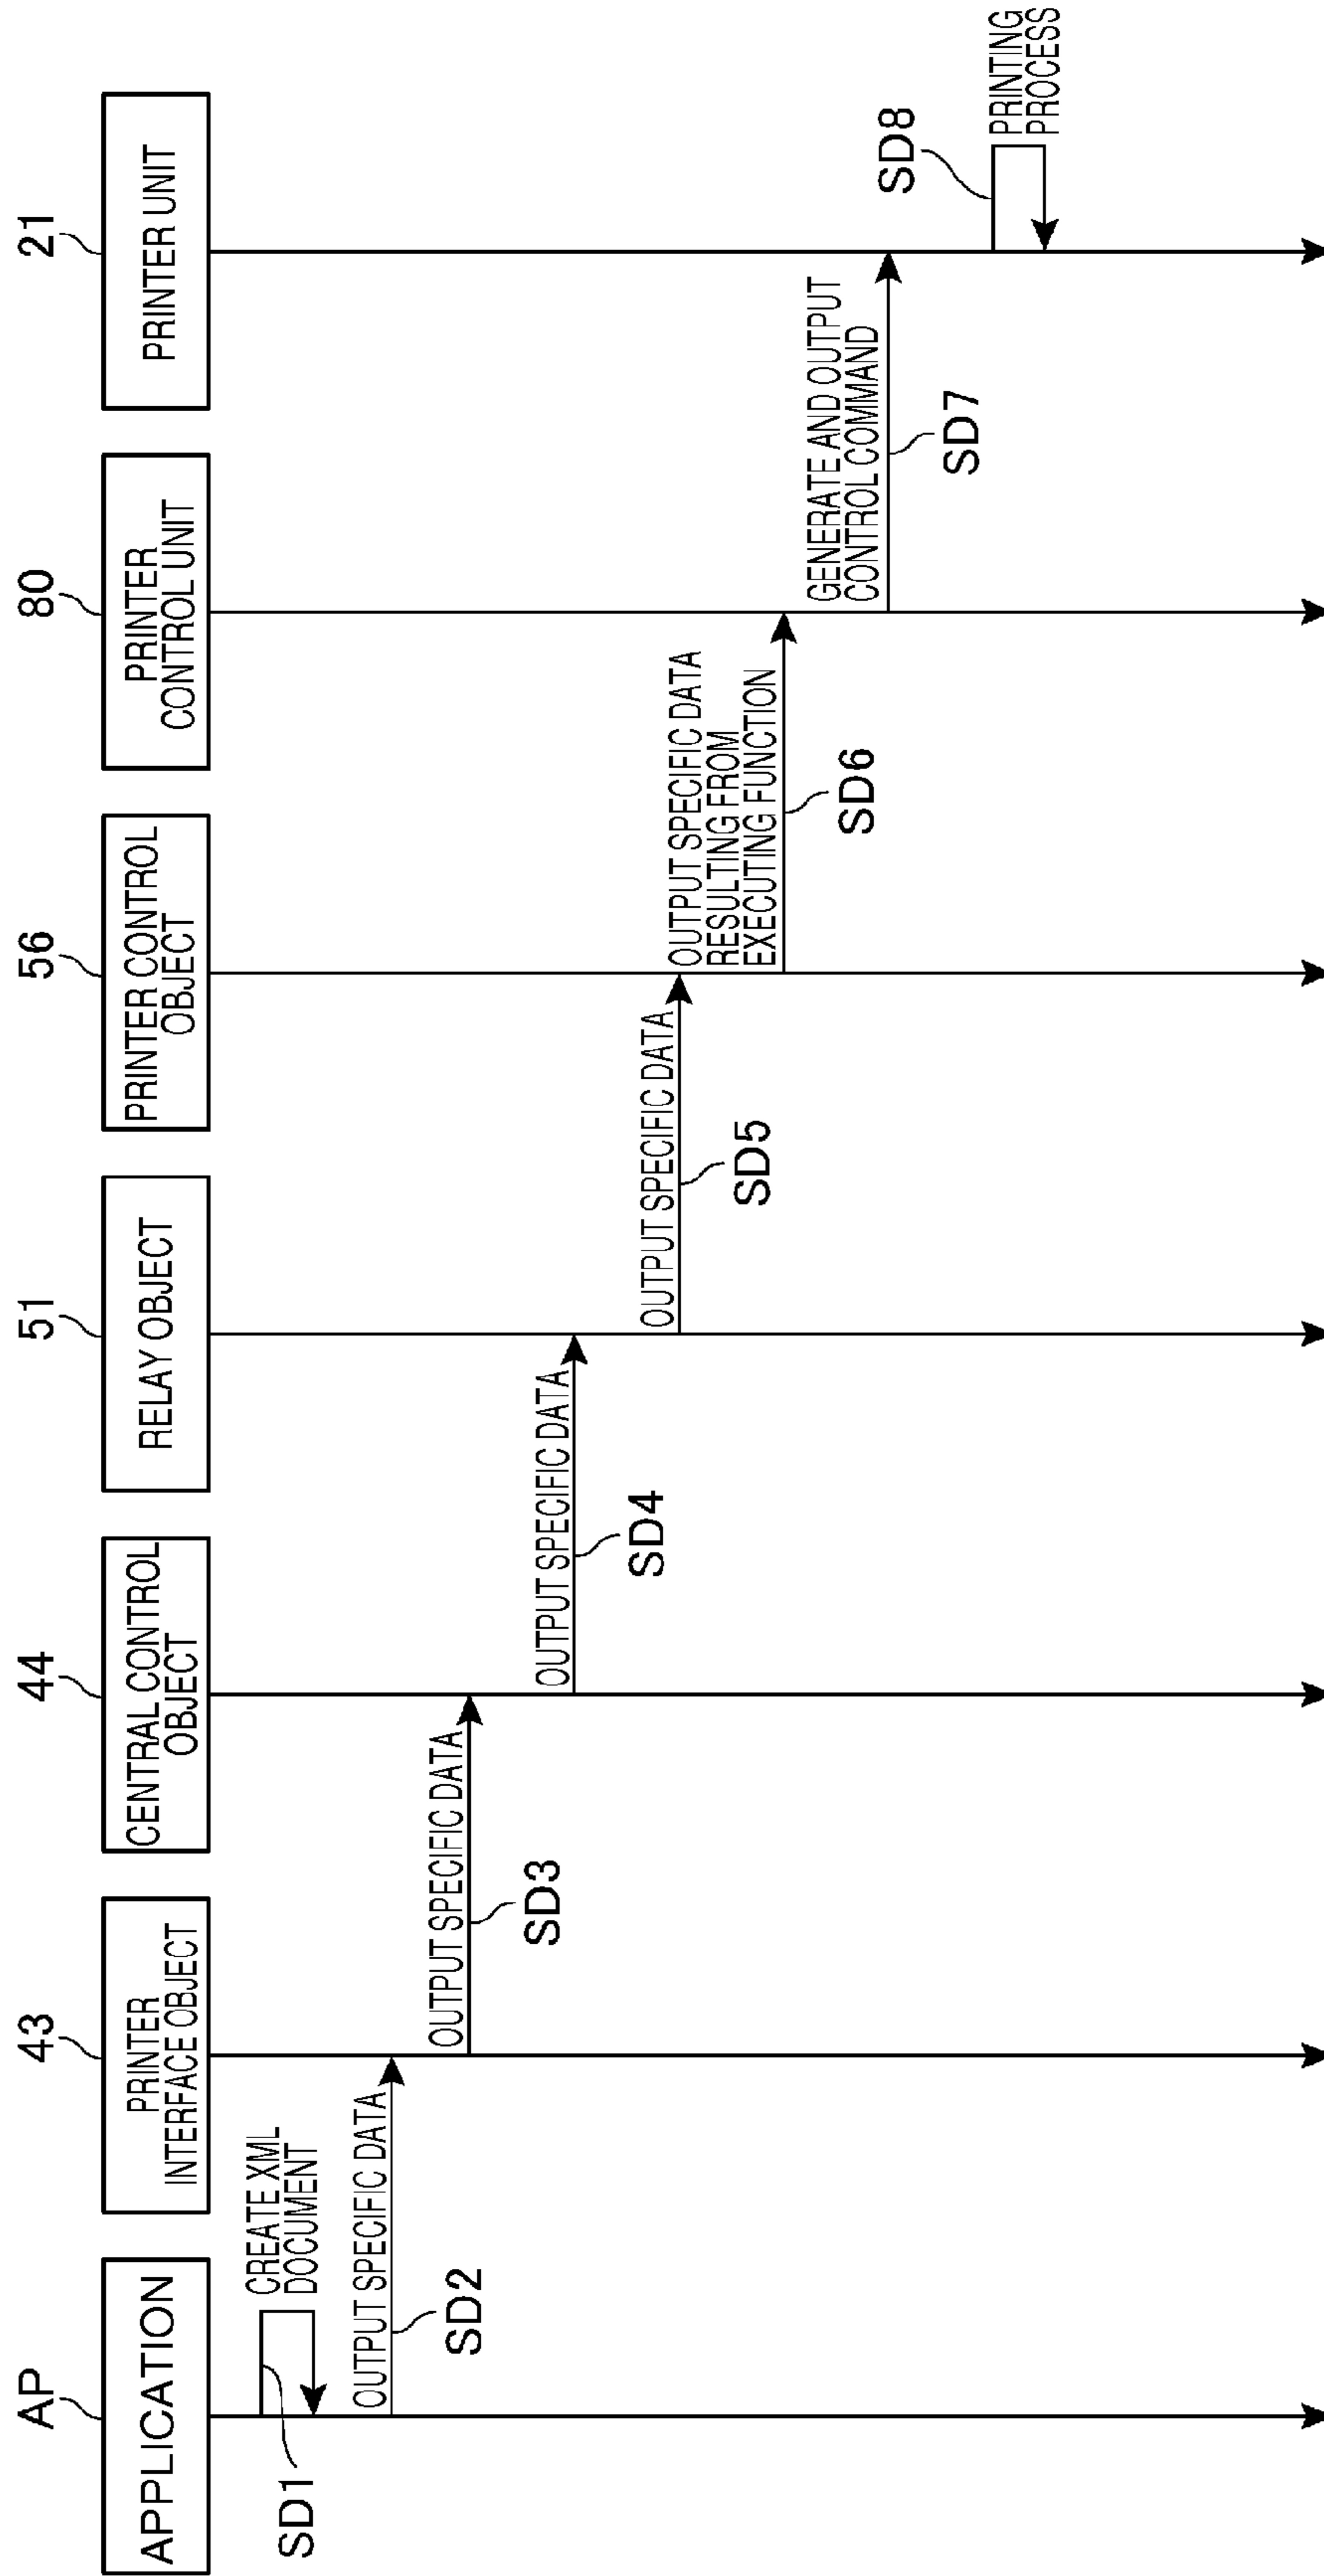 AP
APPLICATION
43
PRINTER
INTERFACE OBJECT
44
CENTRAL CONTROL
OBJECT
51
RELAY OBJECT
56
PRINTER CONTROL
OBJECT
80
PRINTER
CONTROL UNIT
21
PRINTER UNIT
SD1
CREATE XML
DOCUMENT
OUTPUT SPECIFIC DATA
SD2
OUTPUT SPECIFIC DATA
SD3
OUTPUT SPECIFIC DATA
SD4
OUTPUT SPECIFIC DATA
SD5
OUTPUT SPECIFIC DATA
RESULTING FROM
EXECUTING FUNCTION
SD6
GENERATE AND OUTPUT
CONTROL COMMAND
SD7
SD8
PRINTING
PROCESS